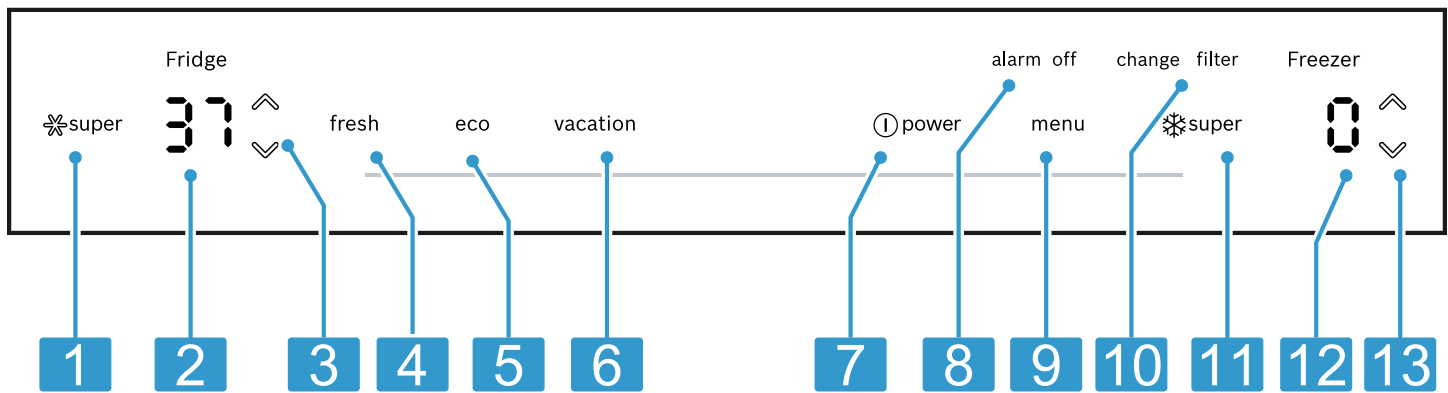 Fridge alarm off change filter Freezer
super 37 fresh eco vacation power menu super 0
1 2 3 4 5 6 7 8 9 10 11 12 13